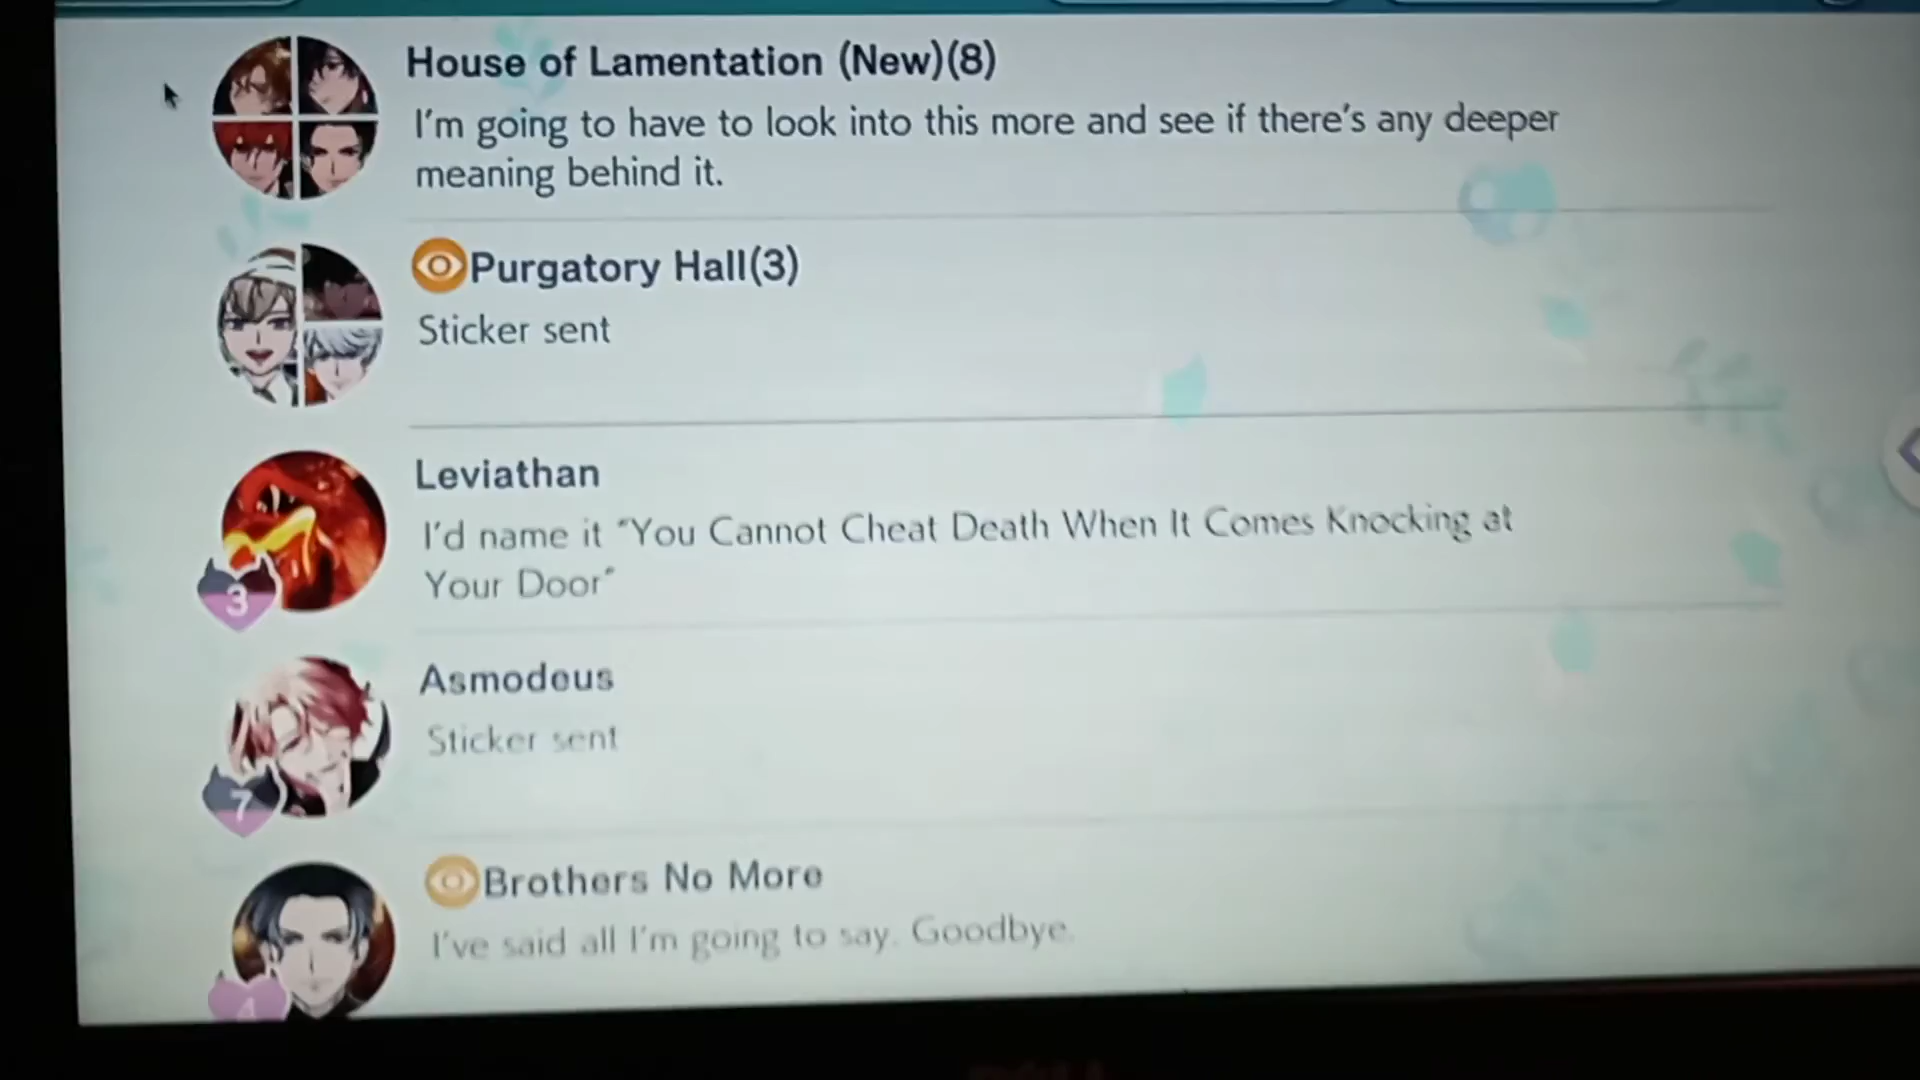 House of Lamentation (New)(8)
I'm going to have to look into this more and see if there's any deeper
meaning behind it.
Purgatory Hall(3)
Sticker sent
Leviathan
I'd name it "You Cannot Cheat Death When It Comes Knocking at
Your Door"
3
Asmodeus
Sticker sent
7
Brothers No More
I've said all I'm going to say. Goodbye.
4